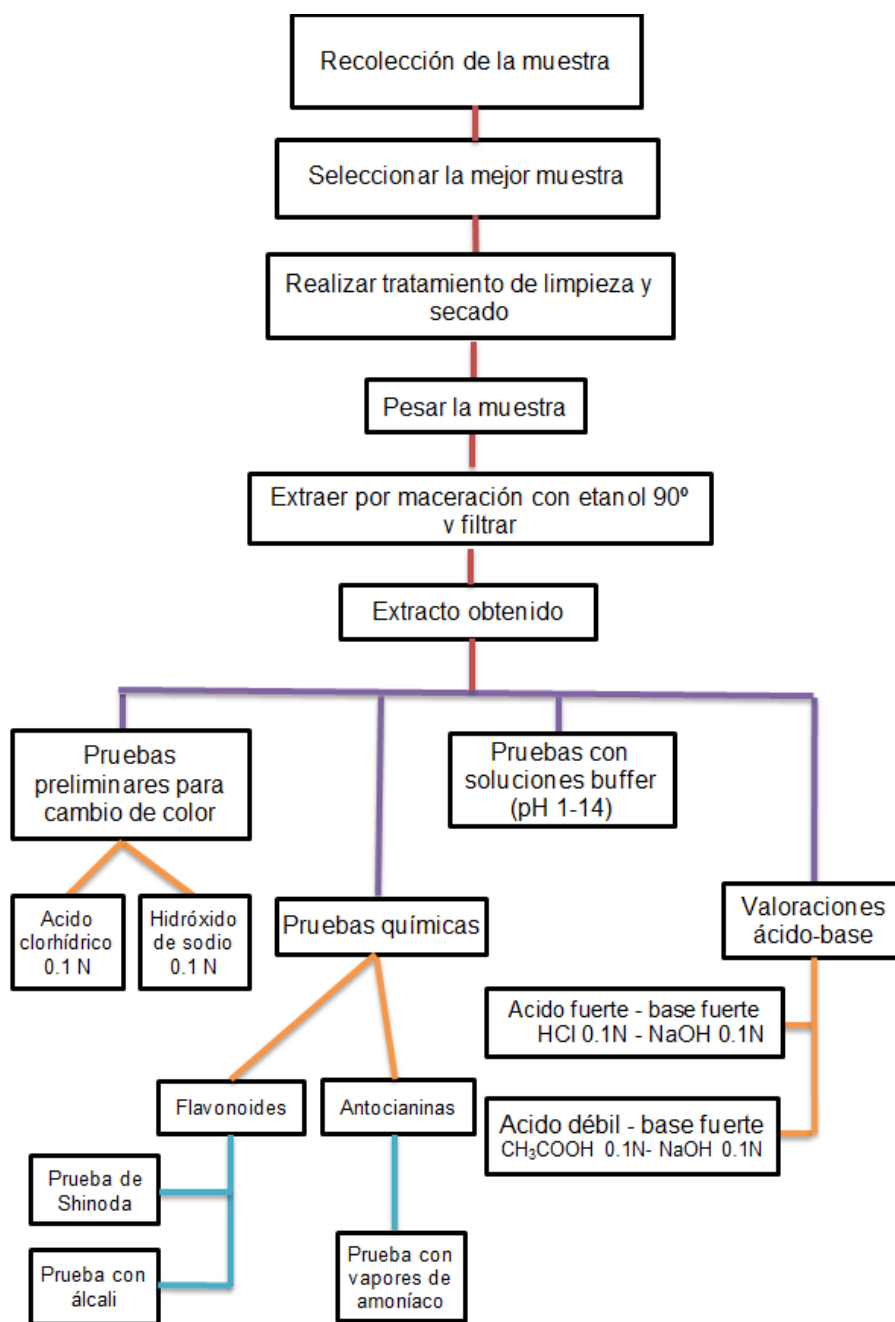 Recolección de la muestra
Seleccionar la mejor muestra
Realizar tratamiento de limpieza y
secado
Pesar la muestra
Extraer por maceración con etanol 90º
y filtrar
Extracto obtenido
Pruebas
preliminares para
cambio de color
Acido
clorhídrico
0.1 N
Hidróxido
de sodio
0.1 N
Pruebas químicas
Flavonoides
Prueba de
Shinoda
Prueba con
álcali
Antocianinas
Prueba con
vapores de
amoníaco
Pruebas con
soluciones buffer
(pH 1-14)
Valoraciones
ácido-base
Acido fuerte - base fuerte
HCl 0.1N - NaOH 0.1N
Acido débil - base fuerte
CH₃COOH 0.1N- NaOH 0.1N